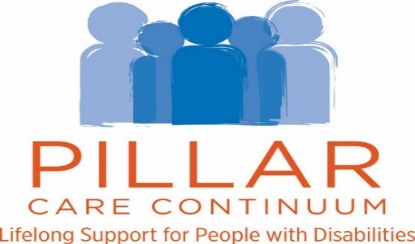 PILLAR
CARE CONTINUUM
Lifelong Support for People with Disabilities